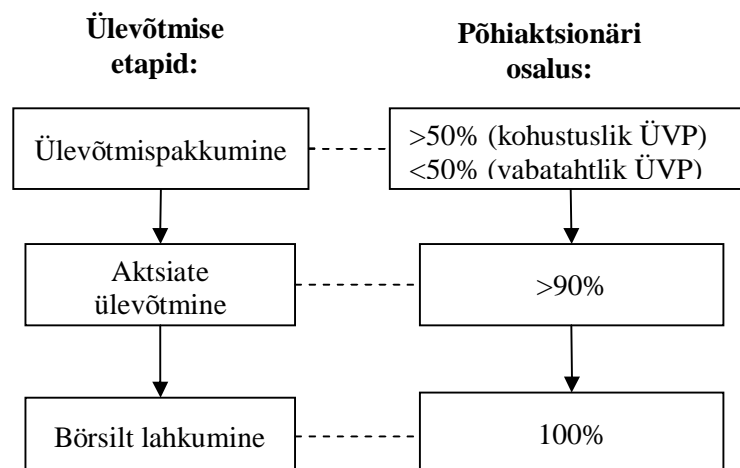 Ülevõtmise
etapid:
Põhiaktsionäri
osalus:
Ülevõtmispakkumine
>50% (kohustuslik ÜVP)
<50% (vabatahtlik ÜVP)
Aktsiate
ülevõtmine
>90%
Börsilt lahkumine
100%